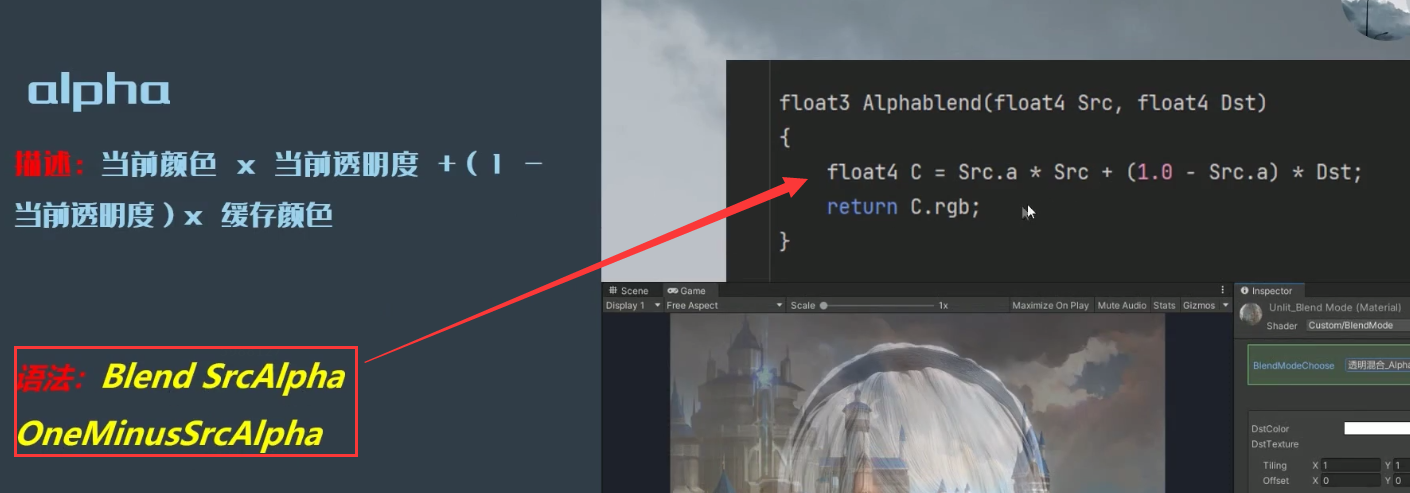 alpha
描述：当前颜色 x 当前透明度 +（1 -
当前透明度）x 缓存颜色
语法：Blend SrcAlpha
OneMinusSrcAlpha
float3 Alphablend(float4 Src, float4 Dst)
{
float4 C = Src.a * Src + (1.0 - Src.a) * Dst;
return C.rgb;
}
Scene Game
Display 1 Free Aspect Scale 1x Maximize On Play Mute Audio Stats Gizmos
Inspector
Unlit_Blend Mode (Material)
Shader Custom/BlendMode
BlendModeChoose 透明混合_Alpha
DstColor
DstTexture
Tiling X 1 Y 1
Offset X 0 Y 0